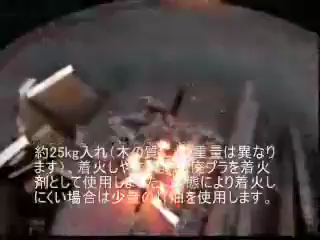 約25kg入れ(木の質 重量は異なり
ます)。着火しや 廃プラを着火
剤として使用しま 態により着火し
にくい場合は少量の 油を使用します。